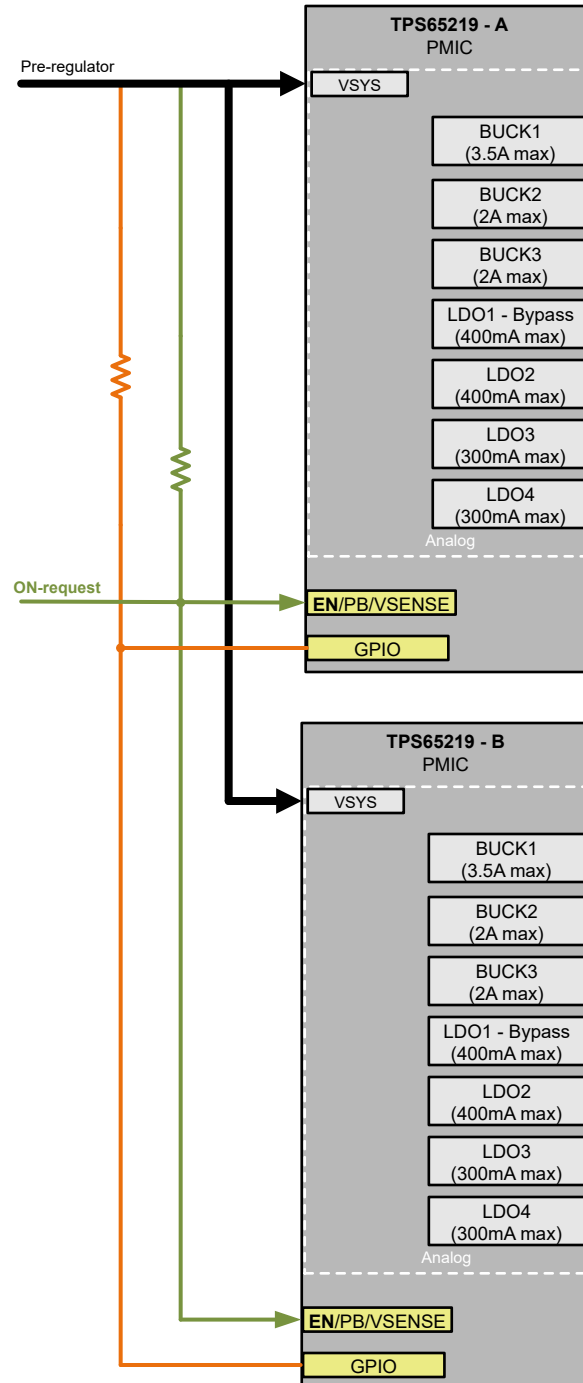 TPS65219 - A
PMIC
Pre-regulator
VSYS
BUCK1
(3.5A max)
BUCK2
(2A max)
BUCK3
(2A max)
LDO1 - Bypass
(400mA max)
LDO2
(400mA max)
LDO3
(300mA max)
LDO4
(300mA max)
Analog
ON-request
EN/PB/VSENSE
GPIO
TPS65219 - B
PMIC
VSYS
BUCK1
(3.5A max)
BUCK2
(2A max)
BUCK3
(2A max)
LDO1 - Bypass
(400mA max)
LDO2
(400mA max)
LDO3
(300mA max)
LDO4
(300mA max)
Analog
EN/PB/VSENSE
GPIO